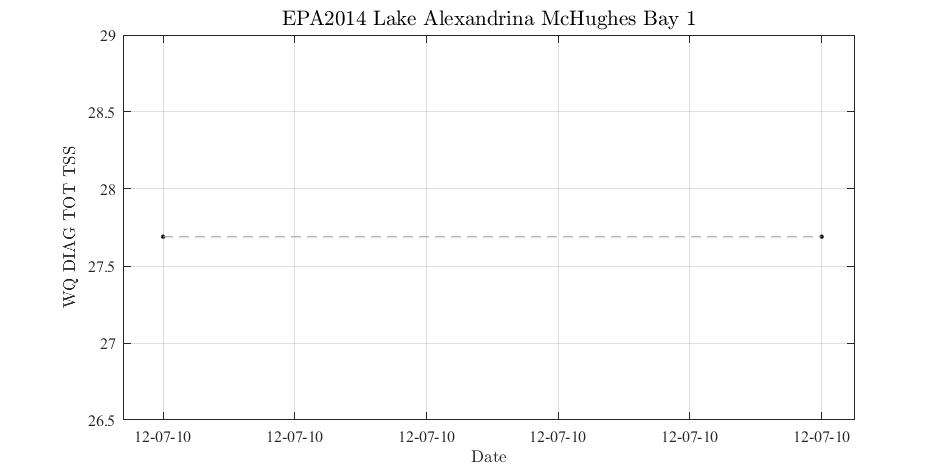 EPA2014 Lake Alexandrina McHughes Bay 1
29
28.5
28
27.5
27
26.5
WQ DIAG TOT TSS
12-07-10 12-07-10 12-07-10 12-07-10 12-07-10 12-07-10
Date